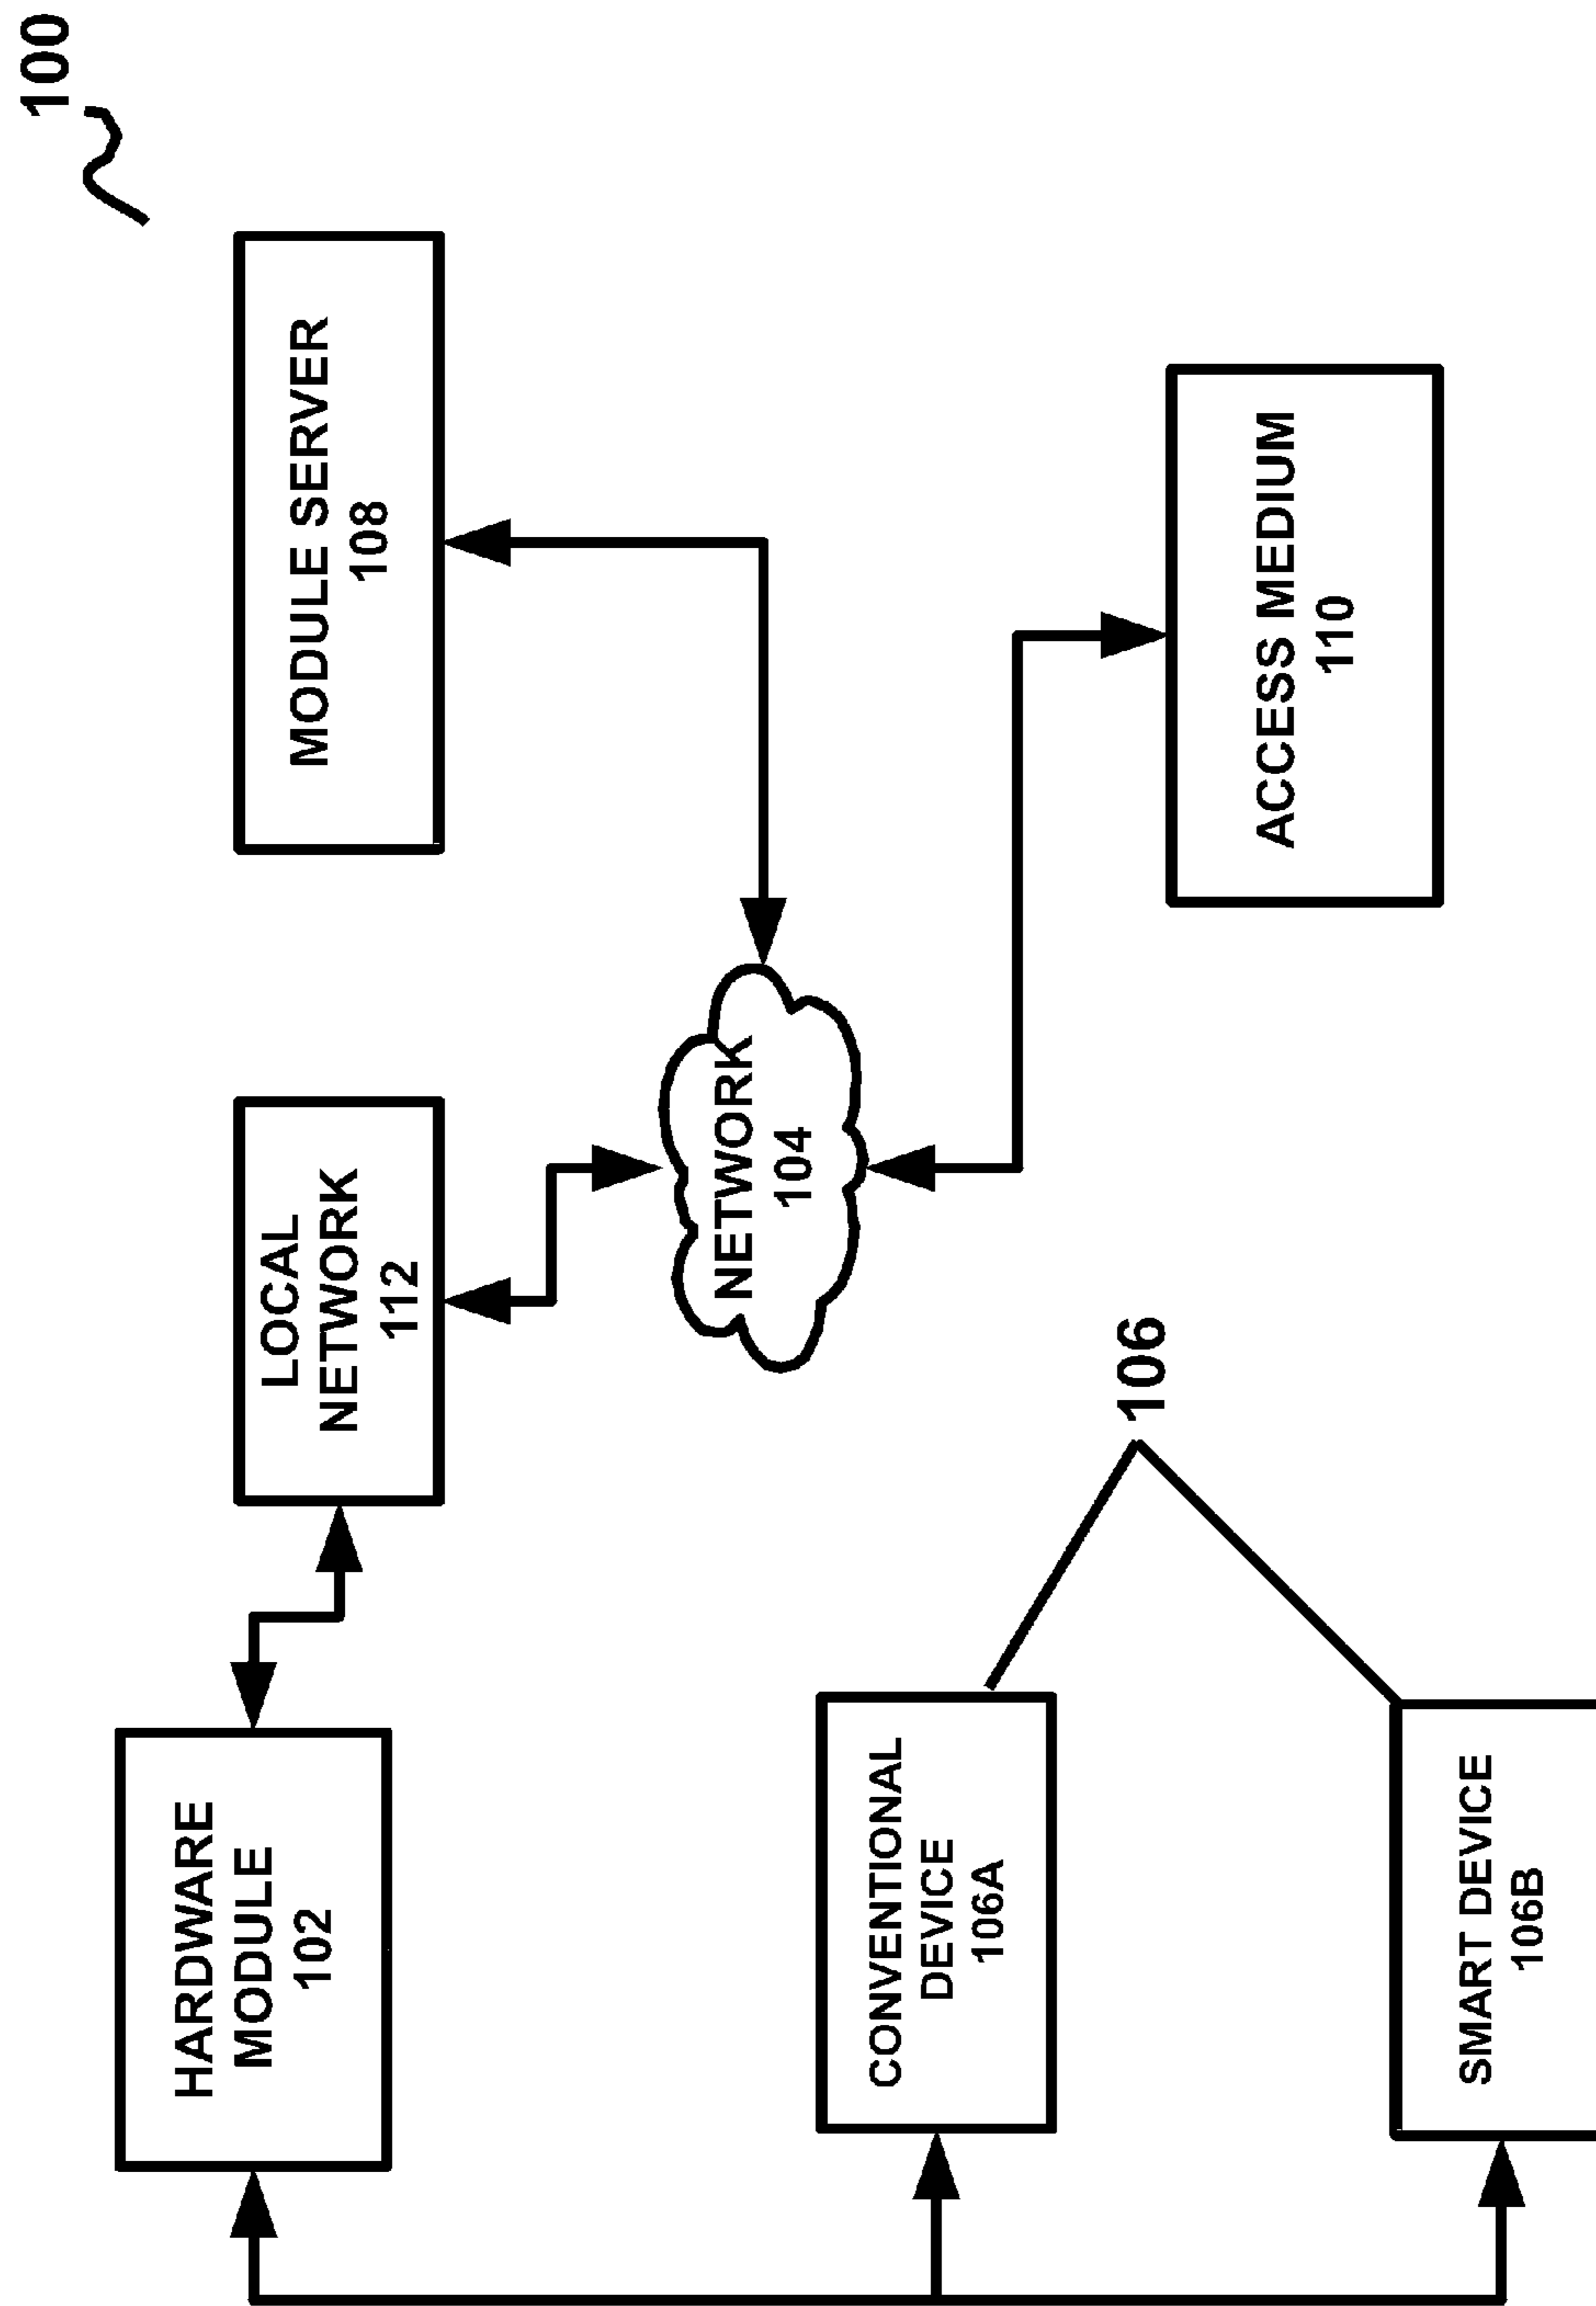 100
HARDWARE
MODULE
102
LOCAL
NETWORK
112
MODULE SERVER
108
NETWORK
104
CONVENTIONAL
DEVICE
106A
106
ACCESS MEDIUM
110
SMART DEVICE
106B